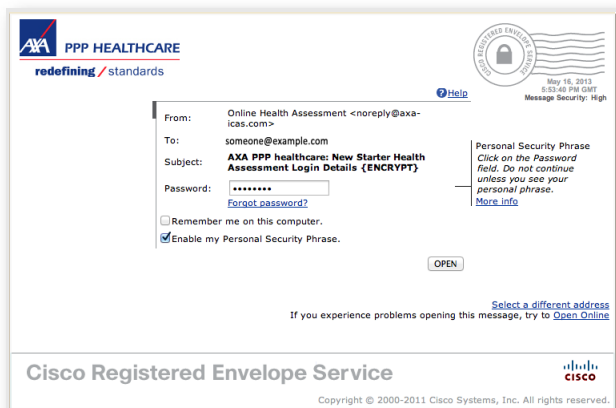 AXA PPP HEALTHCARE
redefining / standards
CISCO REGISTERED ENVELOPE SERVICE
May 16, 2013
5:53:40 PM GMT
Message Security: High
?Help
From: Online Health Assessment <noreply@axa-
icas.com>
To: someone@example.com
Subject: AXA PPP healthcare: New Starter Health
Assessment Login Details {ENCRYPT}
Password: ••••••••
Forgot password?
Remember me on this computer.
Enable my Personal Security Phrase.
Personal Security Phrase
Click on the Password
field. Do not continue
unless you see your
personal phrase.
More info
OPEN
Select a different address
If you experience problems opening this message, try to Open Online
Cisco Registered Envelope Service
CISCO
Copyright © 2000-2011 Cisco Systems, Inc. All rights reserved.